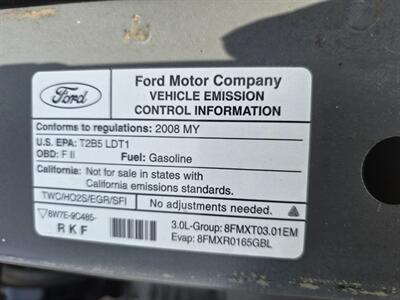 Ford
Ford Motor Company
VEHICLE EMISSION
CONTROL INFORMATION
Conforms to regulations: 2008 MY
U.S. EPA: T2B5 LDT1
OBD: F II Fuel: Gasoline
California: Not for sale in states with
California emissions standards.
TWC/HO2S/EGR/SFI No adjustments needed.
8W7E-9C485-
RKF
3.0L-Group: 8FMXT03.01EM
Evap: 8FMXR0165GBL